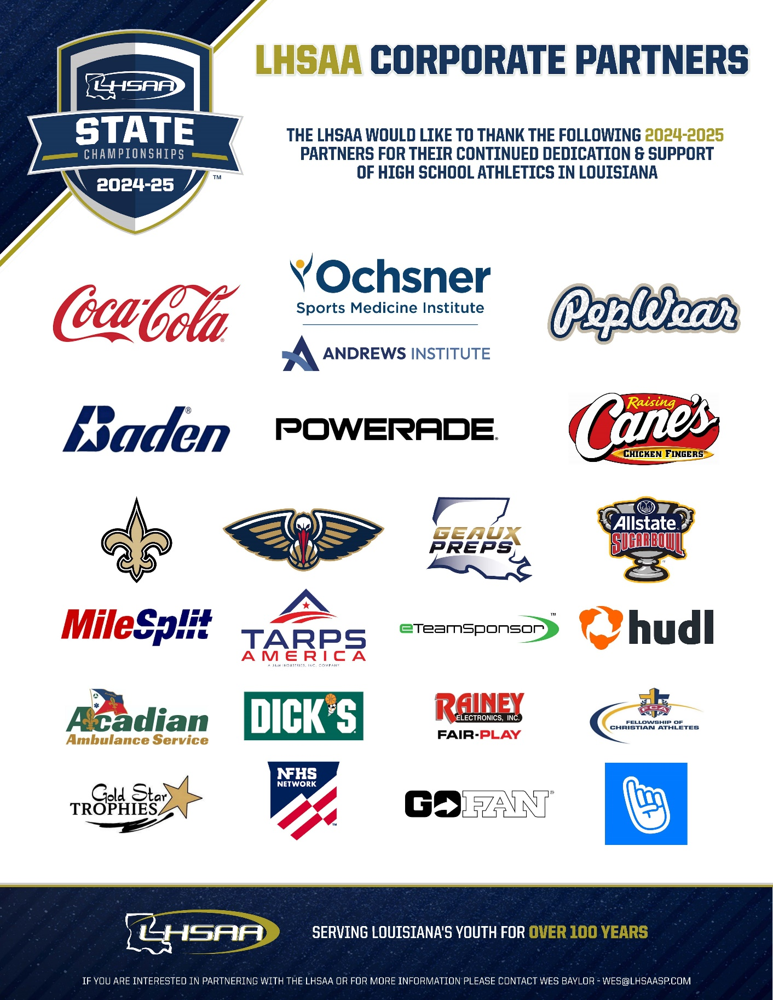 LHSAA
STATE
CHAMPIONSHIPS
2024-25
TM
LHSAA CORPORATE PARTNERS
THE LHSAA WOULD LIKE TO THANK THE FOLLOWING 2024-2025
PARTNERS FOR THEIR CONTINUED DEDICATION & SUPPORT
OF HIGH SCHOOL ATHLETICS IN LOUISIANA
Coca-Cola®
Ochsner
Sports Medicine Institute
ANDREWS INSTITUTE
PepWear
Baden®
POWERADE®
Raising
Cane's
CHICKEN FINGERS
GEAUX
PREPS
Allstate
SUGAR BOWL
TM
MileSplit
TARPS
AMERICA
A J&M INDUSTRIES, INC. COMPANY
eTeamSponsor™
hudl
Acadian
Acadian
Ambulance Service
DICK'S
RAINEY
ELECTRONICS, INC.
FAIR-PLAY
FCA
FELLOWSHIP OF
CHRISTIAN ATHLETES
Gold Star
TROPHIES
NFHS
NETWORK
TM
GOFAN®
LHSAA
SERVING LOUISIANA'S YOUTH FOR OVER 100 YEARS
IF YOU ARE INTERESTED IN PARTNERING WITH THE LHSAA OR FOR MORE INFORMATION PLEASE CONTACT WES BAYLOR - WES@LHSAASP.COM